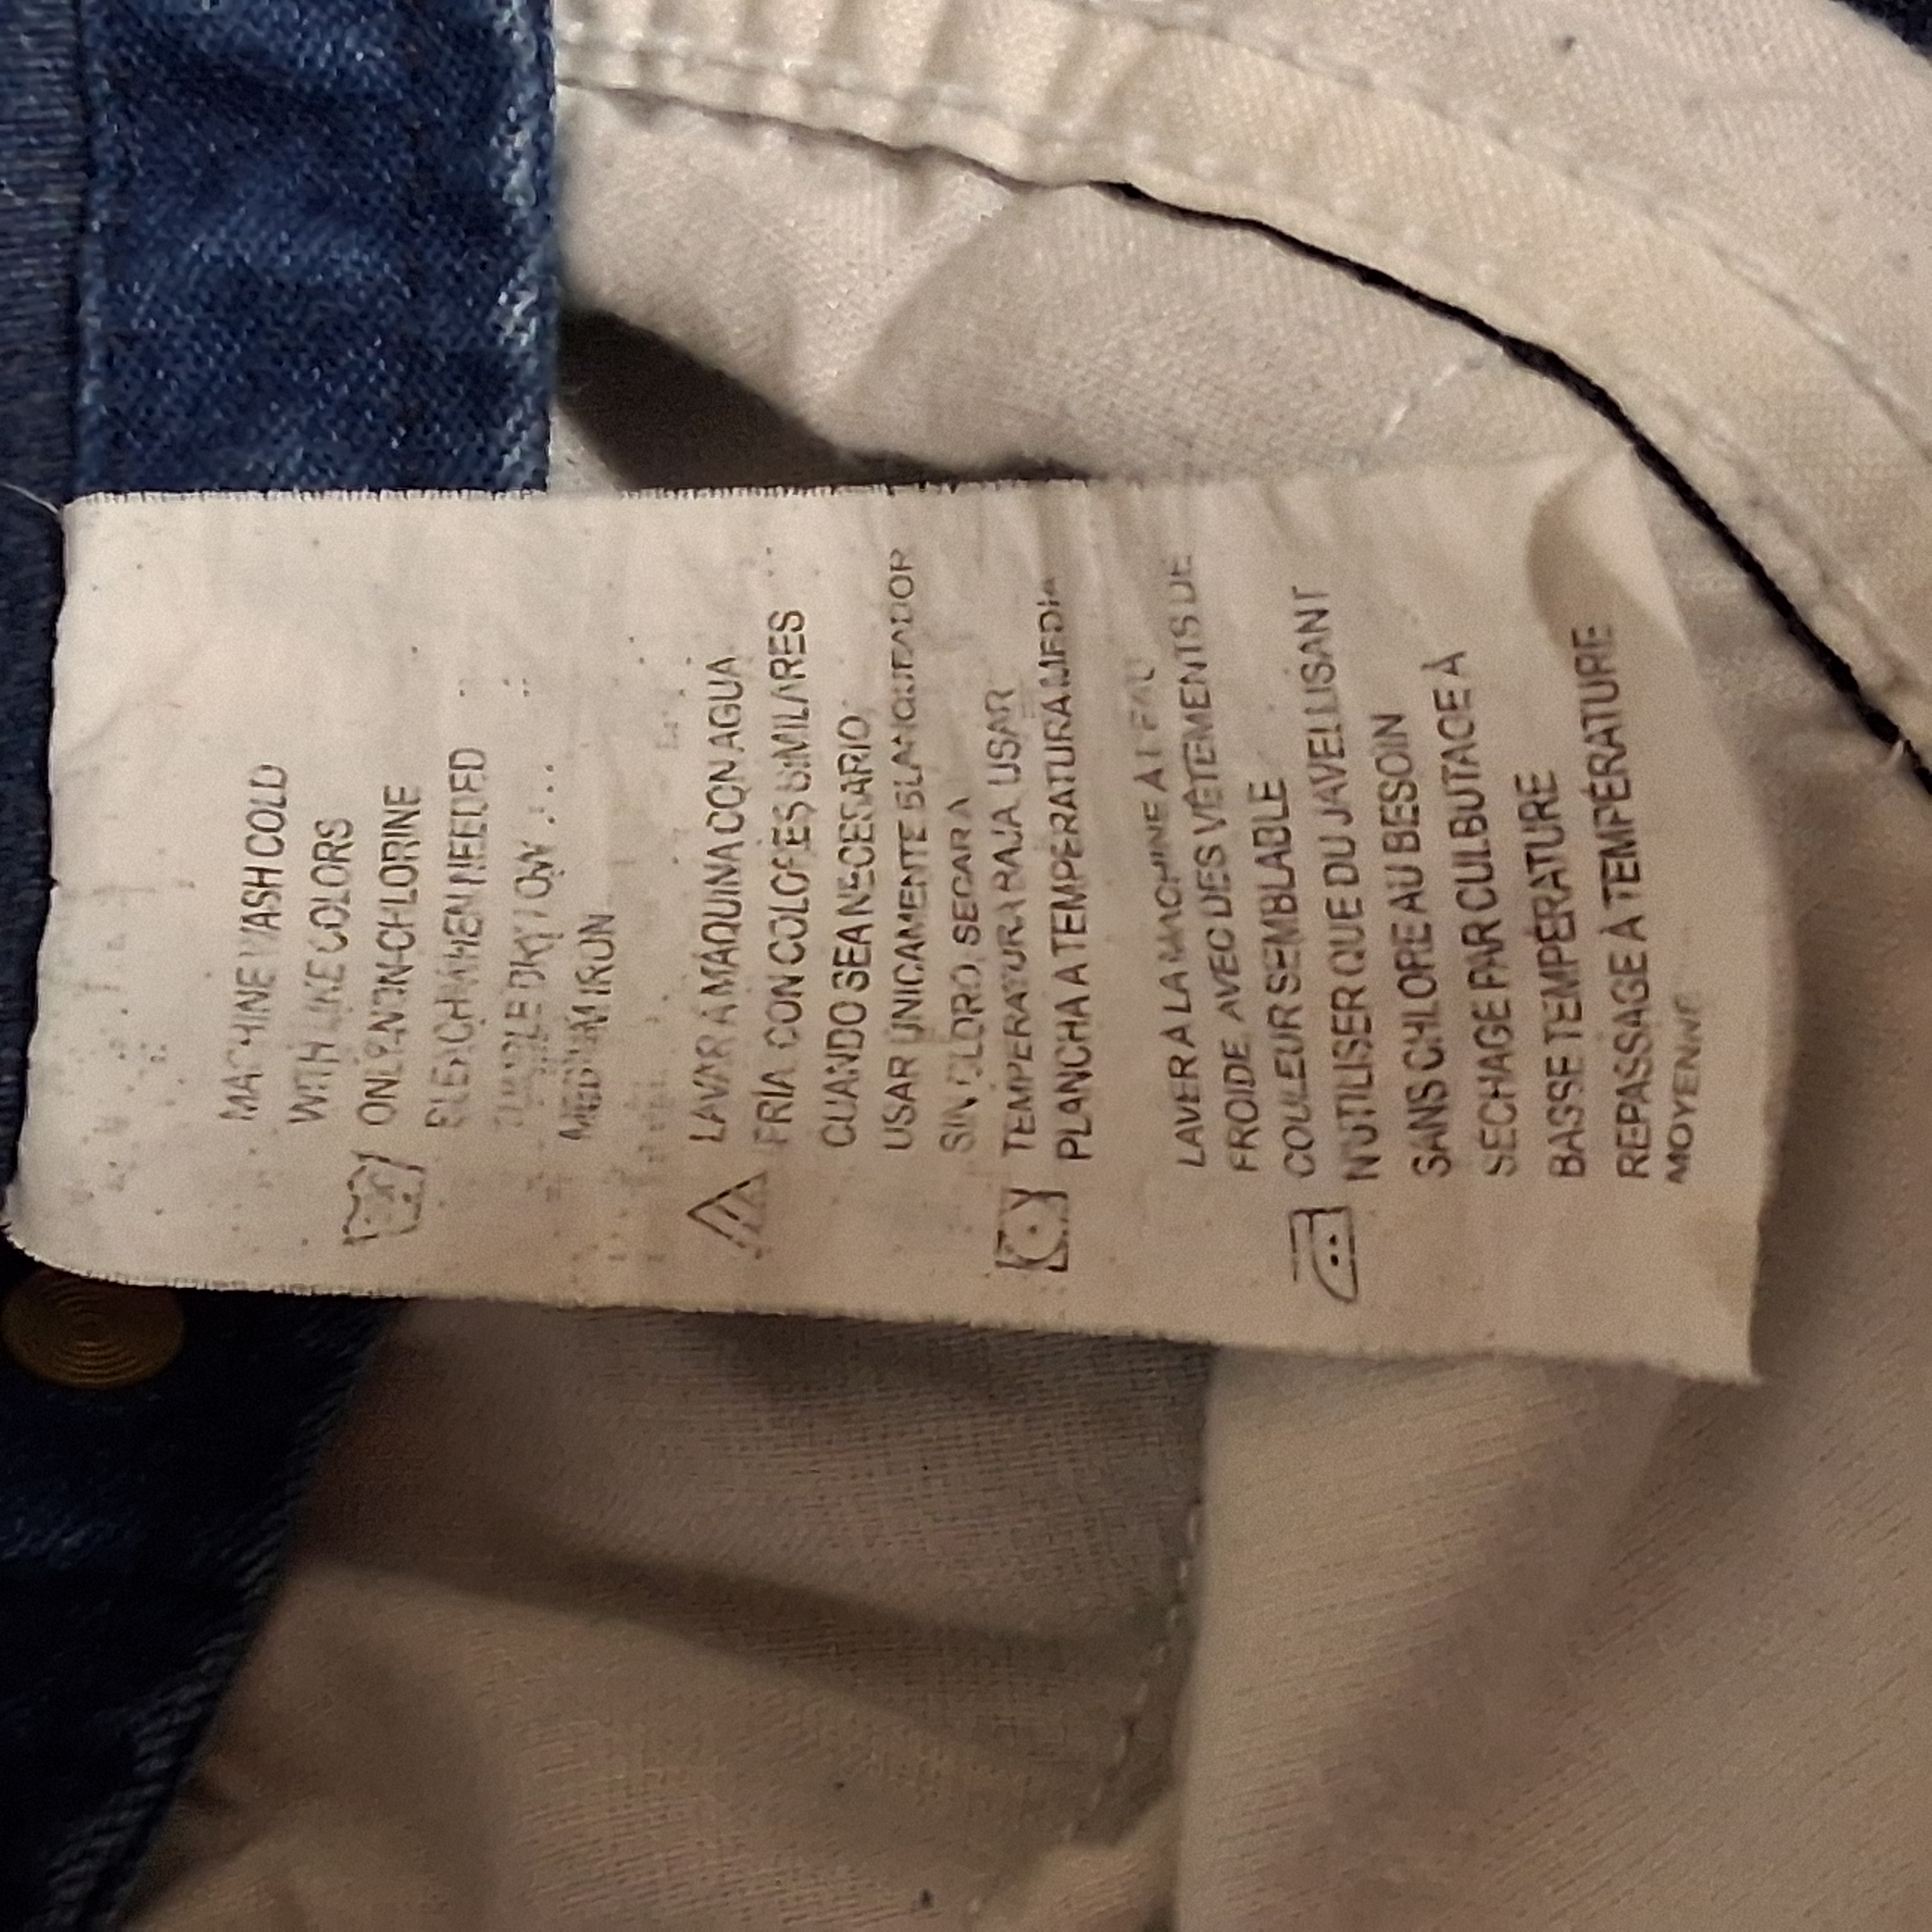 MACHINE WASH COLD
WITH LIKE COLORS
ONLY NON-CHLORINE
BLEACH WHEN NEEDED
TUMBLE DRY LOW
MEDIUM IRON
LAVAR A MAQUINA CON AGUA
FRIA, CON COLORES SIMILARES
CUANDO SEA NECESARIO,
USAR UNICAMENTE BLANQUEADOR
SIN CLORO, SECAR A
TEMPERATURA BAJA, USAR
PLANCHA A TEMPERATURA MEDIA
LAVER A LA MACHINE A L'EAU
FROIDE, AVEC DES VÊTEMENTS DE
COULEUR SEMBLABLE
N'UTILISER QUE DU JAVELLISANT
SANS CHLORE AU BESOIN
SECHAGE PAR CULBUTAGE À
BASSE TEMPÉRATURE
REPASSAGE À TEMPÉRATURE
MOYENNE